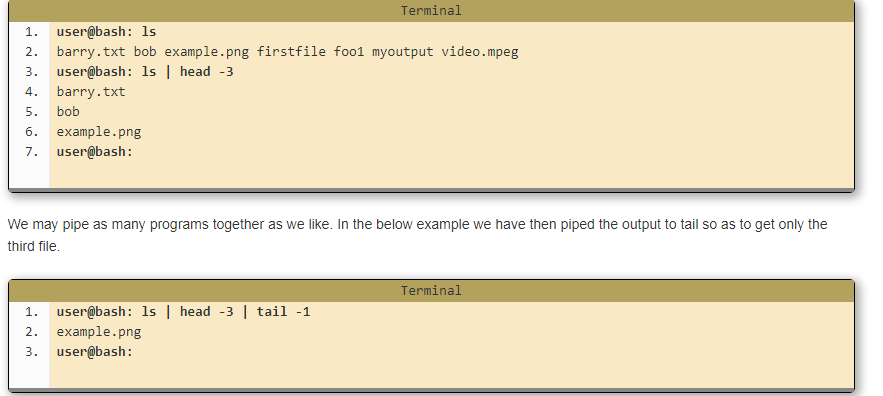 Terminal
1. user@bash: ls
2. barry.txt bob example.png firstfile foo1 myoutput video.mpeg
3. user@bash: ls | head -3
4. barry.txt
5. bob
6. example.png
7. user@bash:
We may pipe as many programs together as we like. In the below example we have then piped the output to tail so as to get only the
third file.
Terminal
1. user@bash: ls | head -3 | tail -1
2. example.png
3. user@bash: